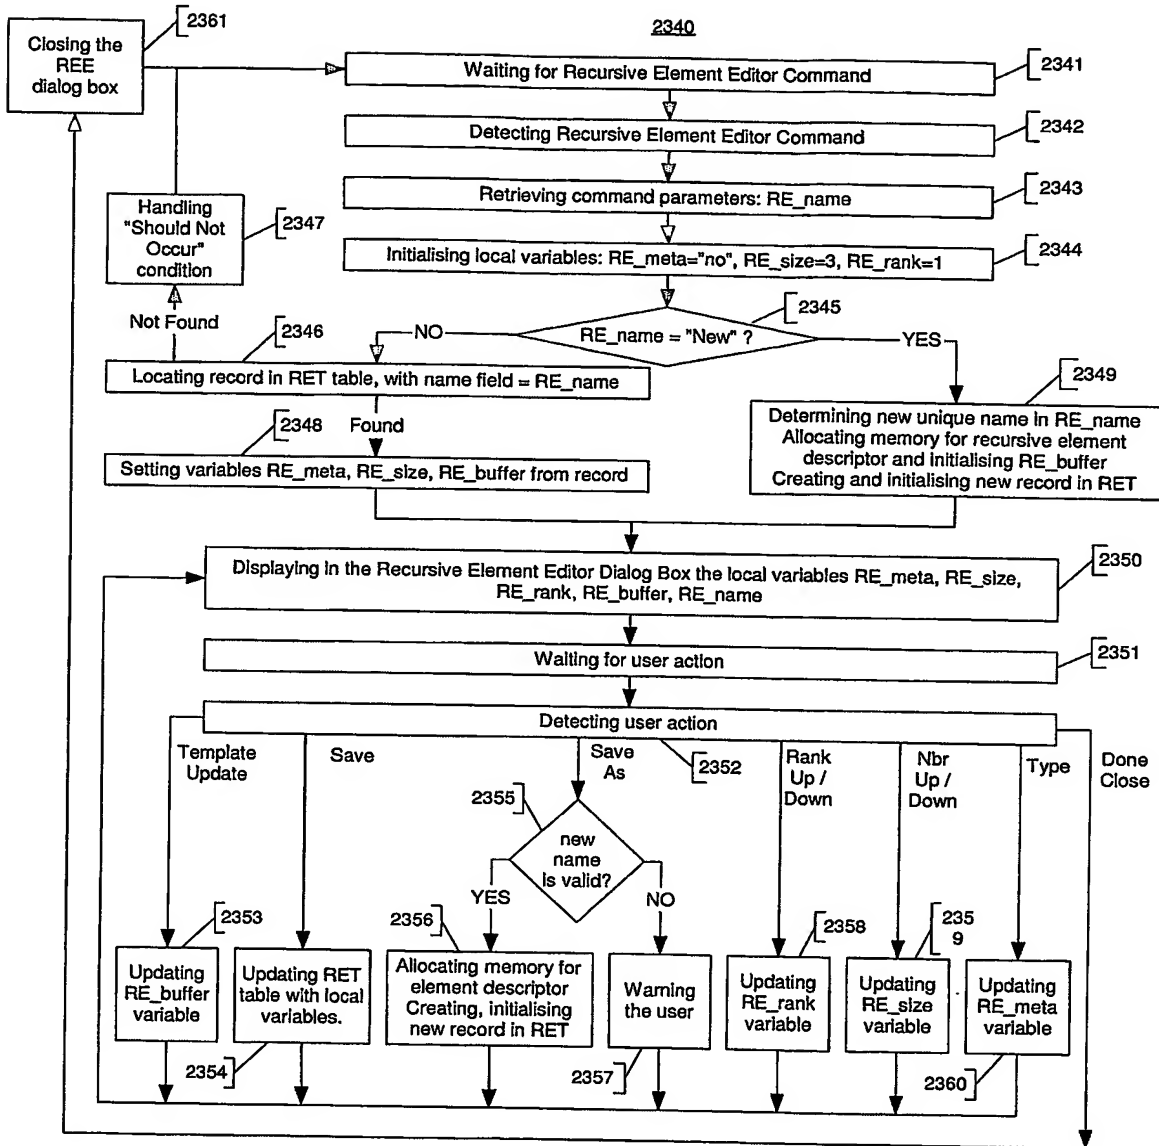 2361
Closing the
REE
dialog box
2340
Waiting for Recursive Element Editor Command
2341
Detecting Recursive Element Editor Command
2342
Retrieving command parameters: RE_name
2343
Initialising local variables: RE_meta="no", RE_size=3, RE_rank=1
2344
Handling
"Should Not
Occur"
condition
2347
Not Found
2346
NO
RE_name = "New" ?
2345
YES
Locating record in RET table, with name field = RE_name
2349
2348
Found
Determining new unique name in RE_name
Allocating memory for recursive element
descriptor and initialising RE_buffer
Creating and initialising new record in RET
Setting variables RE_meta, RE_size, RE_buffer from record
Displaying in the Recursive Element Editor Dialog Box the local variables RE_meta, RE_size,
RE_rank, RE_buffer, RE_name
2350
Waiting for user action
2351
Detecting user action
Template
Update
Save
Save
As
2352
Rank
Up /
Down
Nbr
Up /
Down
Type
Done
Close
2355
new
name
is valid?
YES
NO
2353
2356
2358
235
9
Updating
RE_buffer
variable
Updating RET
table with local
variables.
Allocating memory for
element descriptor
Creating, initialising
new record in RET
Warning
the user
Updating
RE_rank
variable
Updating
RE_size
variable
Updating
RE_meta
variable
2354
2357
2360